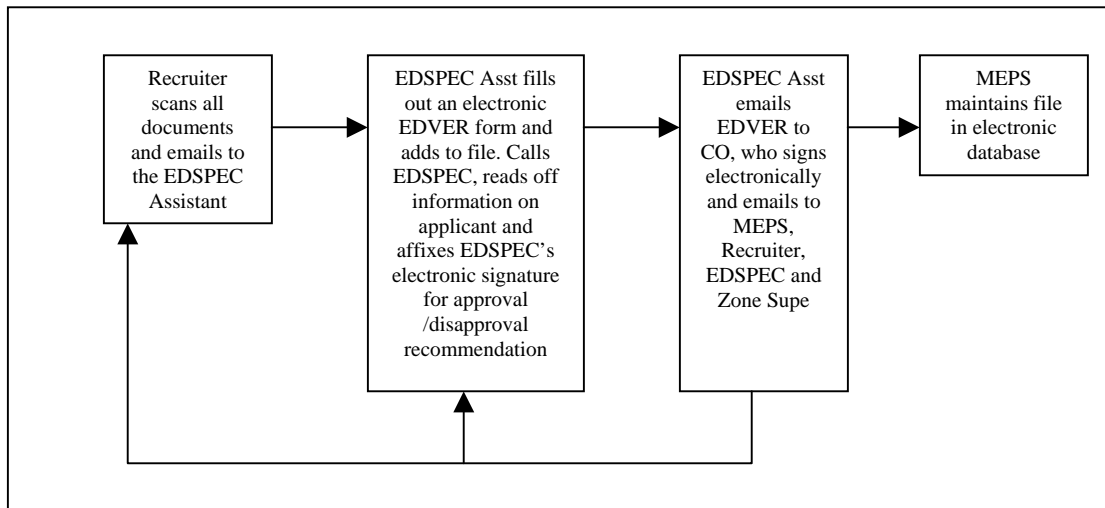 Recruiter
scans all
documents
and emails to
the EDSPEC
Assistant
EDSPEC Asst fills
out an electronic
EDVER form and
adds to file. Calls
EDSPEC, reads off
information on
applicant and
affixes EDSPEC’s
electronic signature
for approval
/disapproval
recommendation
EDSPEC Asst
emails
EDVER to
CO, who signs
electronically
and emails to
MEPS,
Recruiter,
EDSPEC and
Zone Supe
MEPS
maintains file
in electronic
database